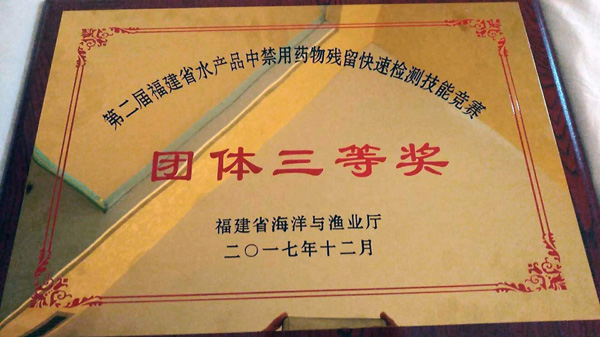 第二届福建省水产品中禁用药物残留快速检测技能竞赛
团体三等奖
福建省海洋与渔业厅
二〇一七年十二月